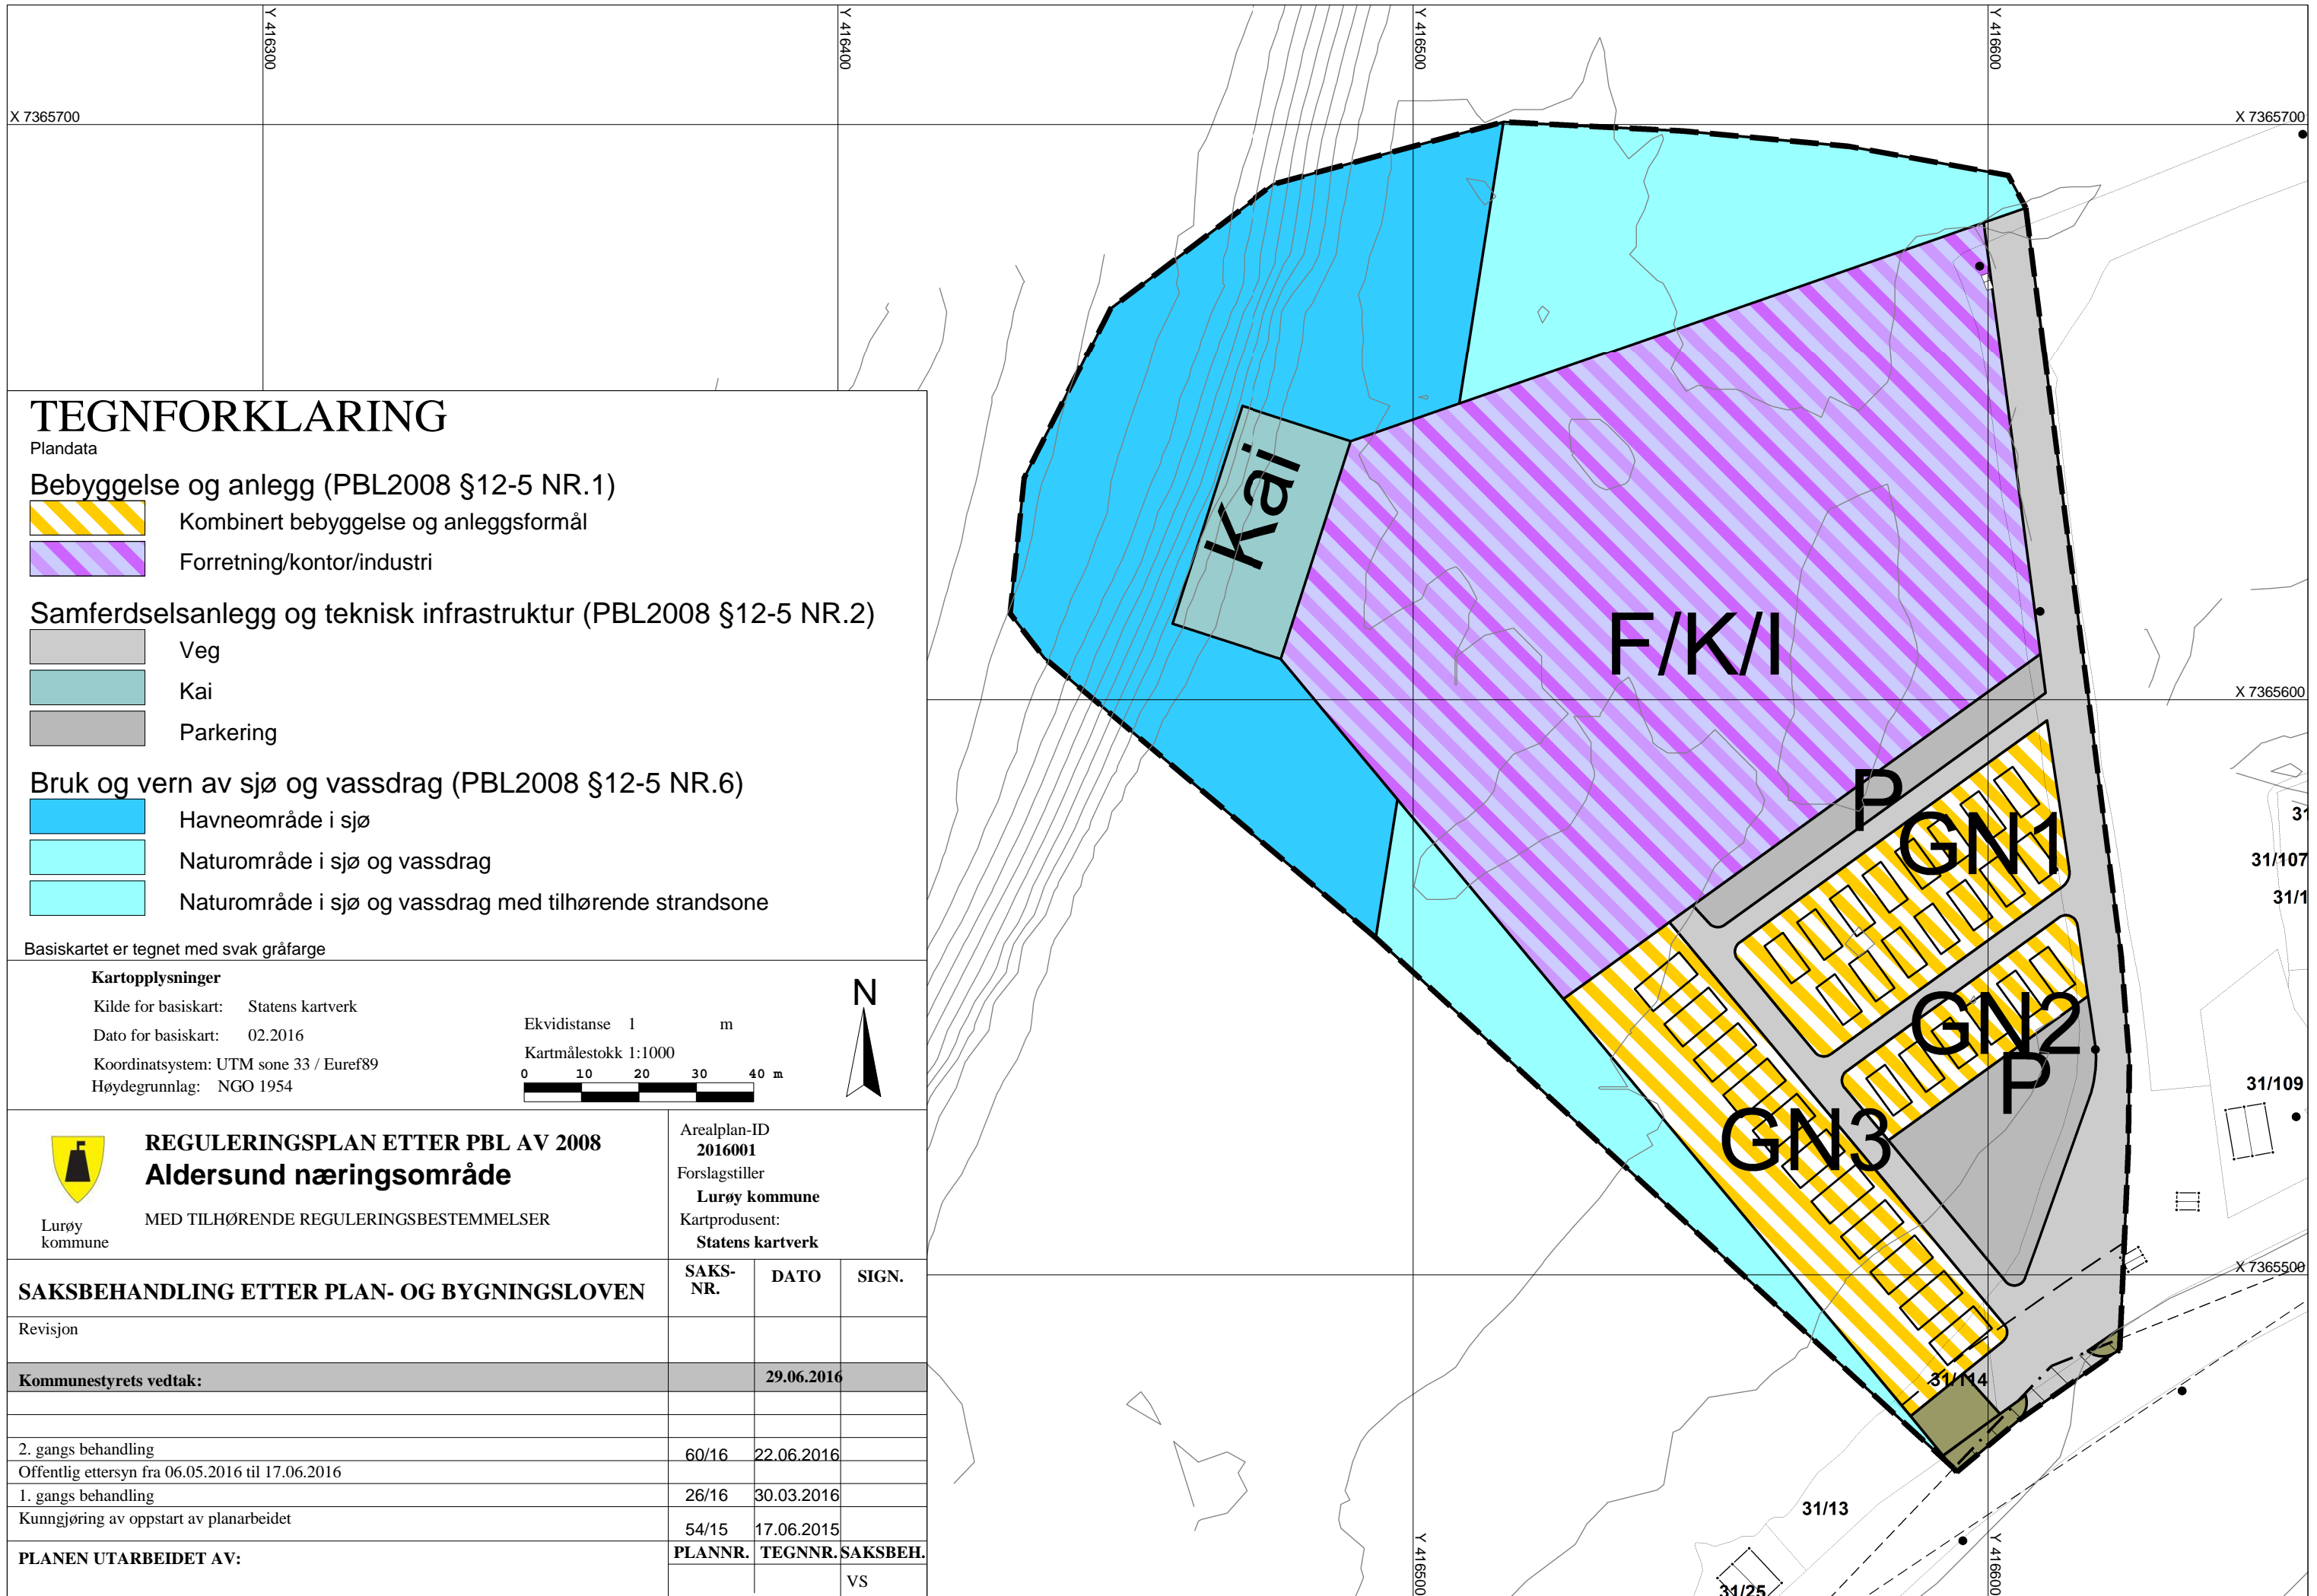 Y 416300
Y 416400
Y 416500
Y 416600
X 7365700
X 7365700
TEGNFORKLARING
Plandata
Bebyggelse og anlegg (PBL2008 §12-5 NR.1)
Kombinert bebyggelse og anleggsformål
Forretning/kontor/industri
Samferdselsanlegg og teknisk infrastruktur (PBL2008 §12-5 NR.2)
Veg
Kai
Parkering
Bruk og vern av sjø og vassdrag (PBL2008 §12-5 NR.6)
Havneområde i sjø
Naturområde i sjø og vassdrag
Naturområde i sjø og vassdrag med tilhørende strandsone
Basiskartet er tegnet med svak gråfarge
Kartopplysninger
Kilde for basiskart: Statens kartverk
Dato for basiskart: 02.2016
Koordinatsystem: UTM sone 33 / Euref89
Høydegrunnlag: NGO 1954
Ekvidistanse 1 m
Kartmålestokk 1:1000
0 10 20 30 40 m
N
Lurøy
kommune
REGULERINGSPLAN ETTER PBL AV 2008
Aldersund næringsområde
MED TILHØRENDE REGULERINGSBESTEMMELSER
Arealplan-ID
2016001
Forslagstiller
Lurøy kommune
Kartprodusent:
Statens kartverk
SAKSBEHANDLING ETTER PLAN- OG BYGNINGSLOVEN
SAKS-
NR.
DATO
SIGN.
Revisjon
Kommunestyrets vedtak: 29.06.2016
2. gangs behandling 60/16 22.06.2016
Offentlig ettersyn fra 06.05.2016 til 17.06.2016
1. gangs behandling 26/16 30.03.2016
Kunngjøring av oppstart av planarbeidet 54/15 17.06.2015
PLANEN UTARBEIDET AV:
PLANNR. TEGNNR. SAKSBEH.
VS
Kai
F/K/I
X 7365600
P
GN1
31
31/107
31/1
GN2
P
31/109
GN3
X 7365500
31/114
31/13
31/25
Y 416500
Y 416600